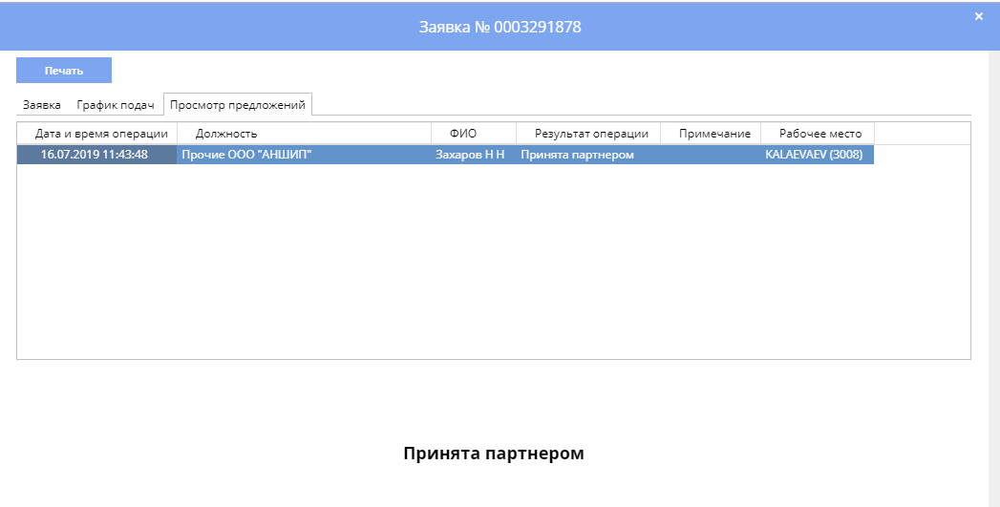 Заявка № 0003291878
×
Печать
Заявка График подач Просмотр предложений
Дата и время операции Должность ФИО Результат операции Примечание Рабочее место
16.07.2019 11:43:48 Прочие ООО "АНШИП" Захаров Н Н Принята партнером KALAEVAEV (3008)
Принята партнером